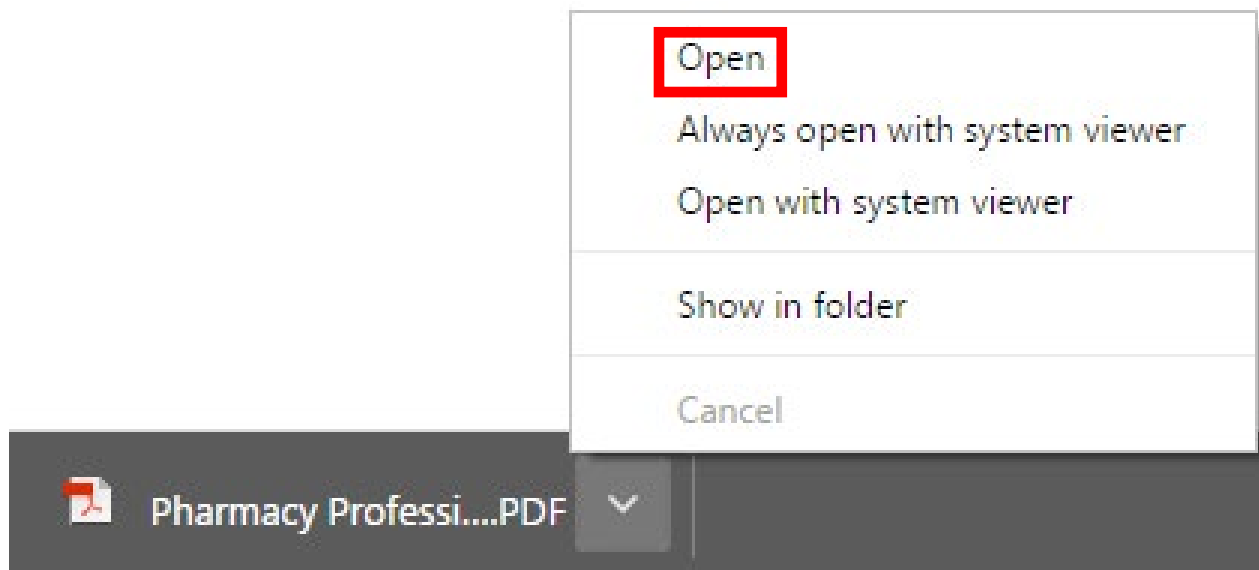 Open
Always open with system viewer
Open with system viewer
Show in folder
Cancel
Pharmacy Professi....PDF